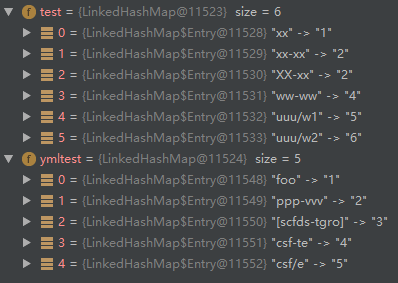 f test = {LinkedHashMap@11523} size = 6
0 = {LinkedHashMap$Entry@11528} "xx" -> "1"
1 = {LinkedHashMap$Entry@11529} "xx-xx" -> "2"
2 = {LinkedHashMap$Entry@11530} "XX-xx" -> "2"
3 = {LinkedHashMap$Entry@11531} "ww-ww" -> "4"
4 = {LinkedHashMap$Entry@11532} "uuu/w1" -> "5"
5 = {LinkedHashMap$Entry@11533} "uuu/w2" -> "6"
f ymltest = {LinkedHashMap@11524} size = 5
0 = {LinkedHashMap$Entry@11548} "foo" -> "1"
1 = {LinkedHashMap$Entry@11549} "ppp-vvv" -> "2"
2 = {LinkedHashMap$Entry@11550} "[scfds-tgro]" -> "3"
3 = {LinkedHashMap$Entry@11551} "csf-te" -> "4"
4 = {LinkedHashMap$Entry@11552} "csf/e" -> "5"